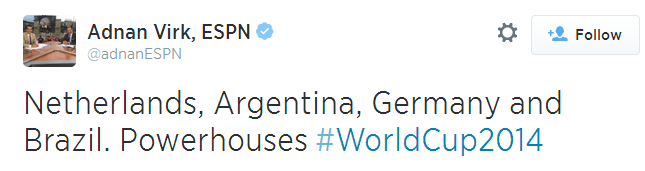 Adnan Virk, ESPN
@adnanESPN
Follow
Netherlands, Argentina, Germany and
Brazil. Powerhouses #WorldCup2014